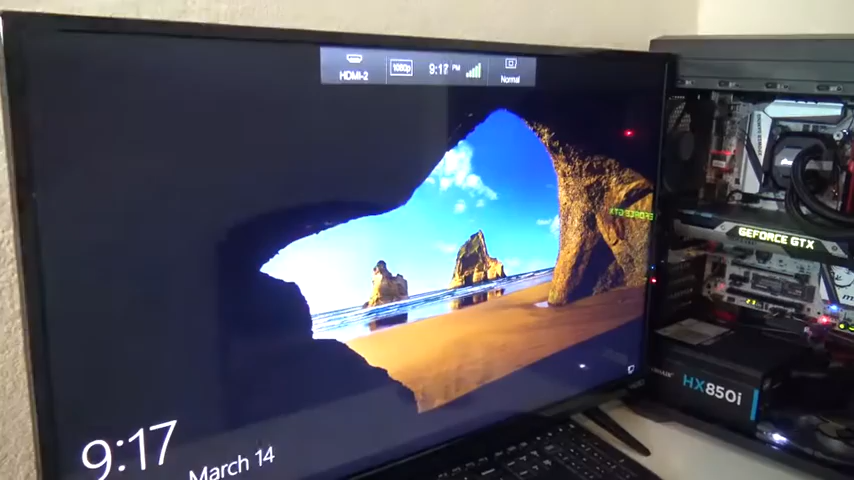 HDMI-2
1080p
9:17 PM
Normal
GEFORCE GTX
9:17
March 14
HX850i